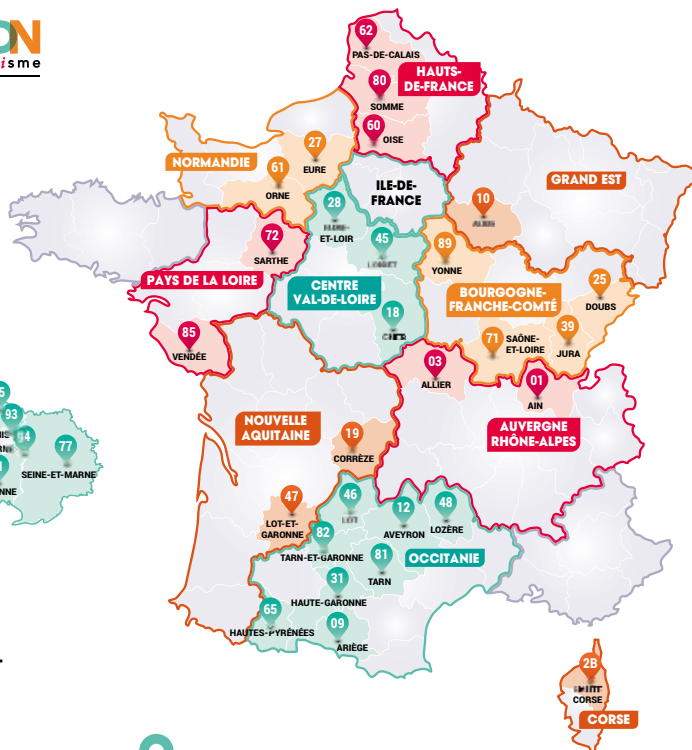 ON
isme
62
PAS-DE-CALAIS
HAUTS-
DE-FRANCE
80
SOMME
60
OISE
NORMANDIE
27
EURE
61
ORNE
ILE-DE-
FRANCE
GRAND EST
28
ET-LOIR
10
72
SARTHE
45
89
YONNE
PAYS DE LA LOIRE
CENTRE
VAL-DE-LOIRE
BOURGOGNE-
FRANCHE-COMTÉ
25
DOUBS
18
85
VENDÉE
71
SAÔNE-
ET-LOIRE
39
JURA
03
ALLIER
01
AIN
93
77
SEINE-ET-MARNE
NOUVELLE
AQUITAINE
19
CORRÈZE
AUVERGNE
RHÔNE-ALPES
47
LOT-ET-
GARONNE
46
12
AVEYRON
48
LOZÈRE
82
TARN-ET-GARONNE
81
TARN
OCCITANIE
31
HAUTE-GARONNE
65
HAUTES-PYRÉNÉES
09
ARIÈGE
2B
CORSE
CORSE